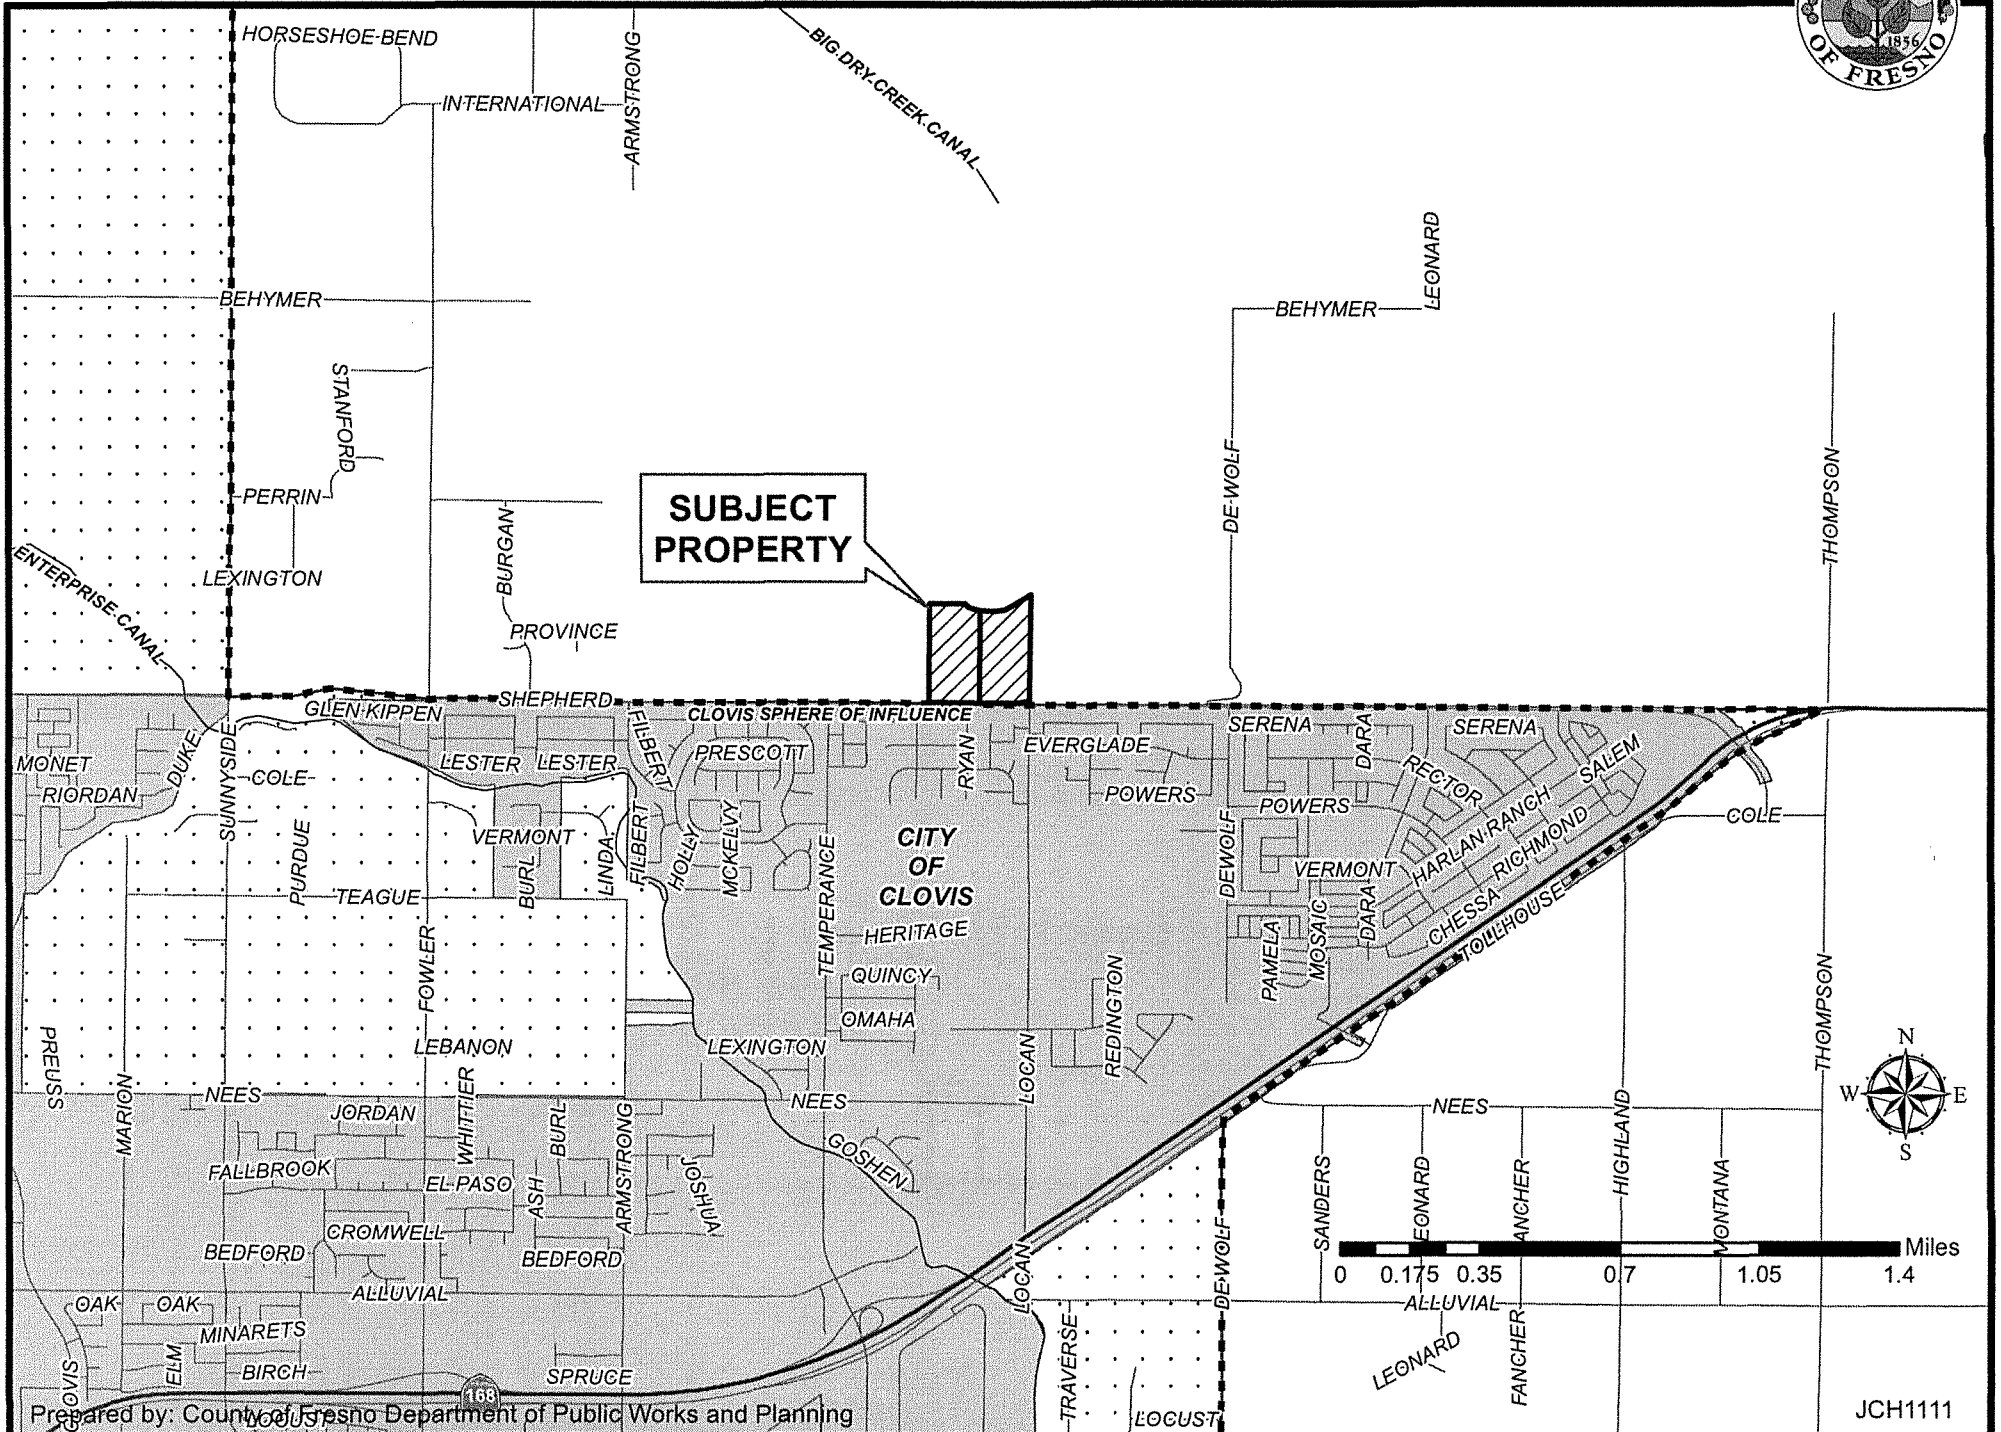 HORSESHOE BEND
INTERNATIONAL
ARMSTRONG
BIG DRY CREEK CANAL
1856
OF FRESNO
LEONARD
BEHYMER
BEHYMER
STANFORD
PERRIN
BURGAN
SUBJECT
PROPERTY
DE WOLF
THOMPSON
ENTERPRISE CANAL
LEXINGTON
PROVINCE
SHEPHERD
GLEN KIPPEN
CLOVIS SPHERE OF INFLUENCE
SERENA
DARA
SERENA
MONET
DUKE
SUNNYSIDE
COLE
LESTER
LESTER
FILBERT
PRESCOTT
RYAN
EVERGLADE
RECTOR
SALEM
RIORDAN
POWERS
POWERS
HARLAN RANCH
COLE
PURDUE
VERMONT
BURL
LINDA
FILBERT
HOLLY
MCKELVY
TEMPERANCE
CITY
OF
CLOVIS
DEWOLF
VERMONT
RICHMOND
TEAGUE
HERITAGE
DARA
CHESSA
TOLLHOUSE
FOWLER
QUINCY
REDINGTON
PAMELA
MOSAIC
THOMPSON
OMAHA
PREUSS
LEBANON
LEXINGTON
LOCAN
N
W
E
S
MARION
NEES
WHITTIER
NEES
NEES
JORDAN
BURL
ARMSTRONG
HIGHLAND
FALLBROOK
EL PASO
ASH
JOSHUA
GOSHEN
SANDERS
EONARD
ANCHER
MONTANA
CROMWELL
BEDFORD
BEDFORD
LOCAN
DE WOLF
Miles
0 0.175 0.35 0.7 1.05 1.4
ALLUVIAL
ALLUVIAL
OAK
OAK
MINARETS
TRAVERSE
LEONARD
FANCHER
OVIS
ELM
BIRCH
SPRUCE
168
LOCUST
LOCUST
Prepared by: County of Fresno Department of Public Works and Planning
JCH1111